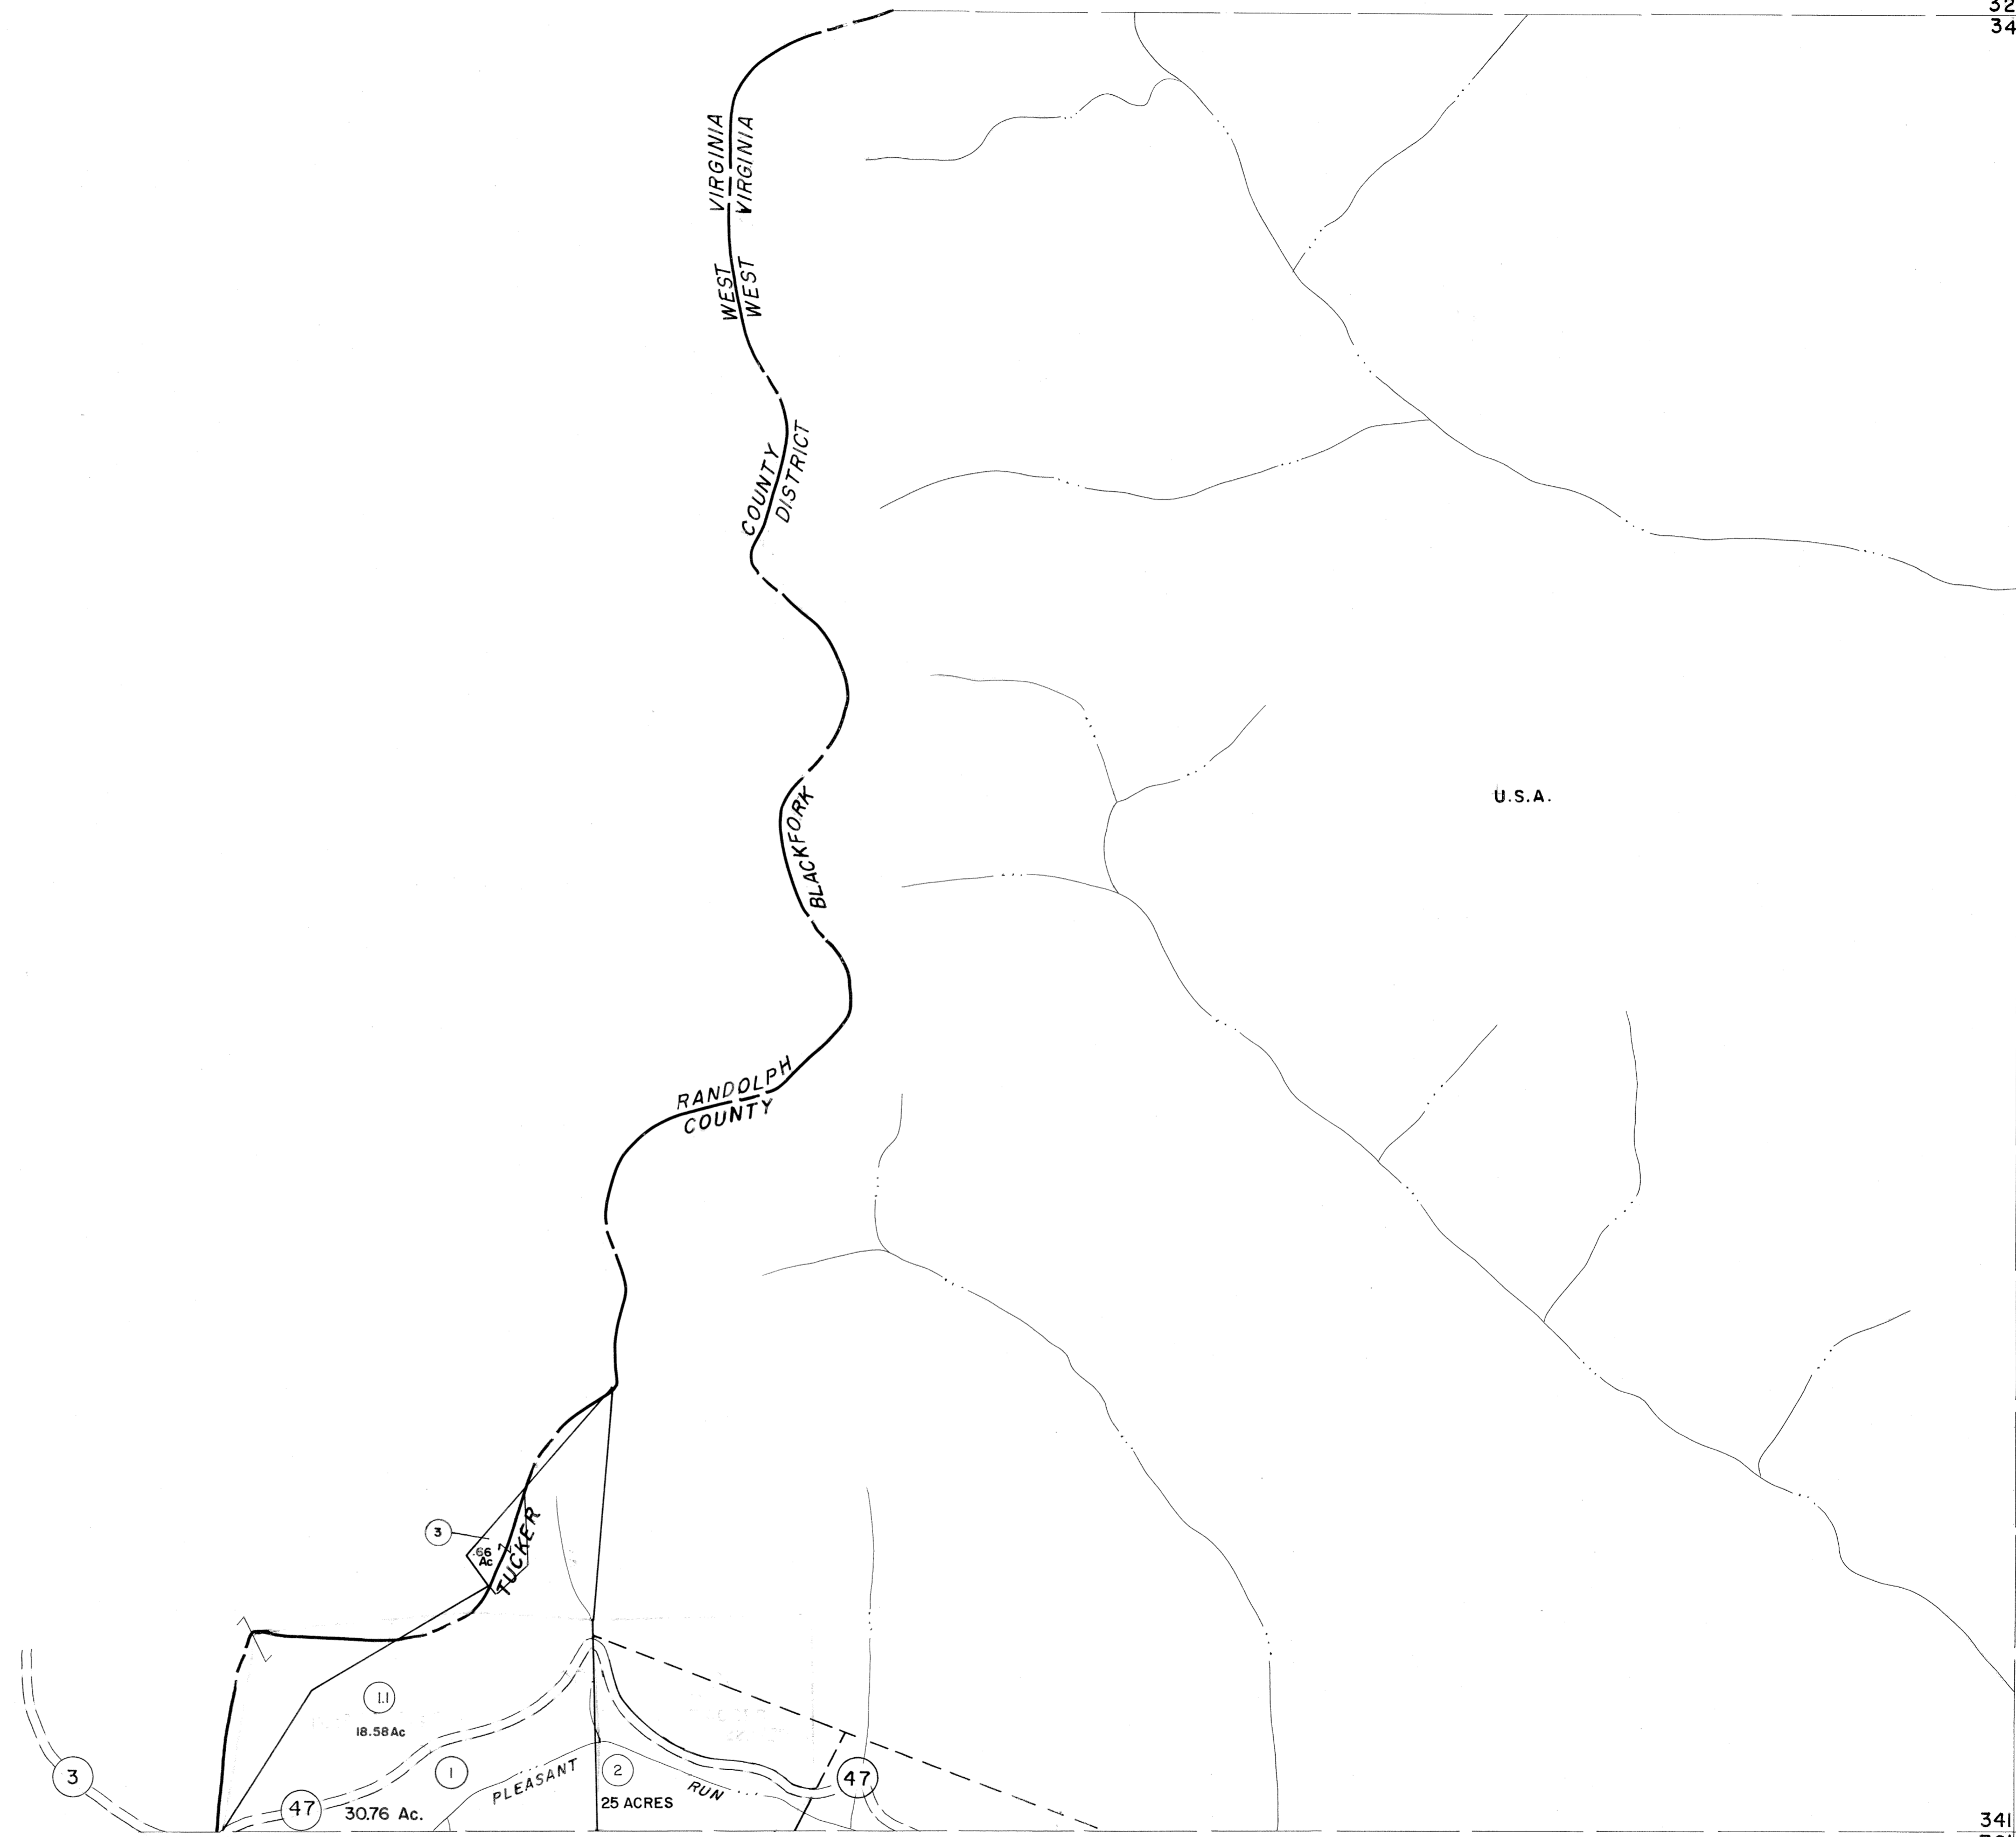 32
34
WEST VIRGINIA
WEST VIRGINIA
COUNTY
DISTRICT
U.S.A.
BLACKFORK
RANDOLPH
COUNTY
3
.66
Ac
Z
TUCKER
1.1
18.58 Ac
3
1
2
47
PLEASANT
RUN
47
30.76 Ac.
25 ACRES
341